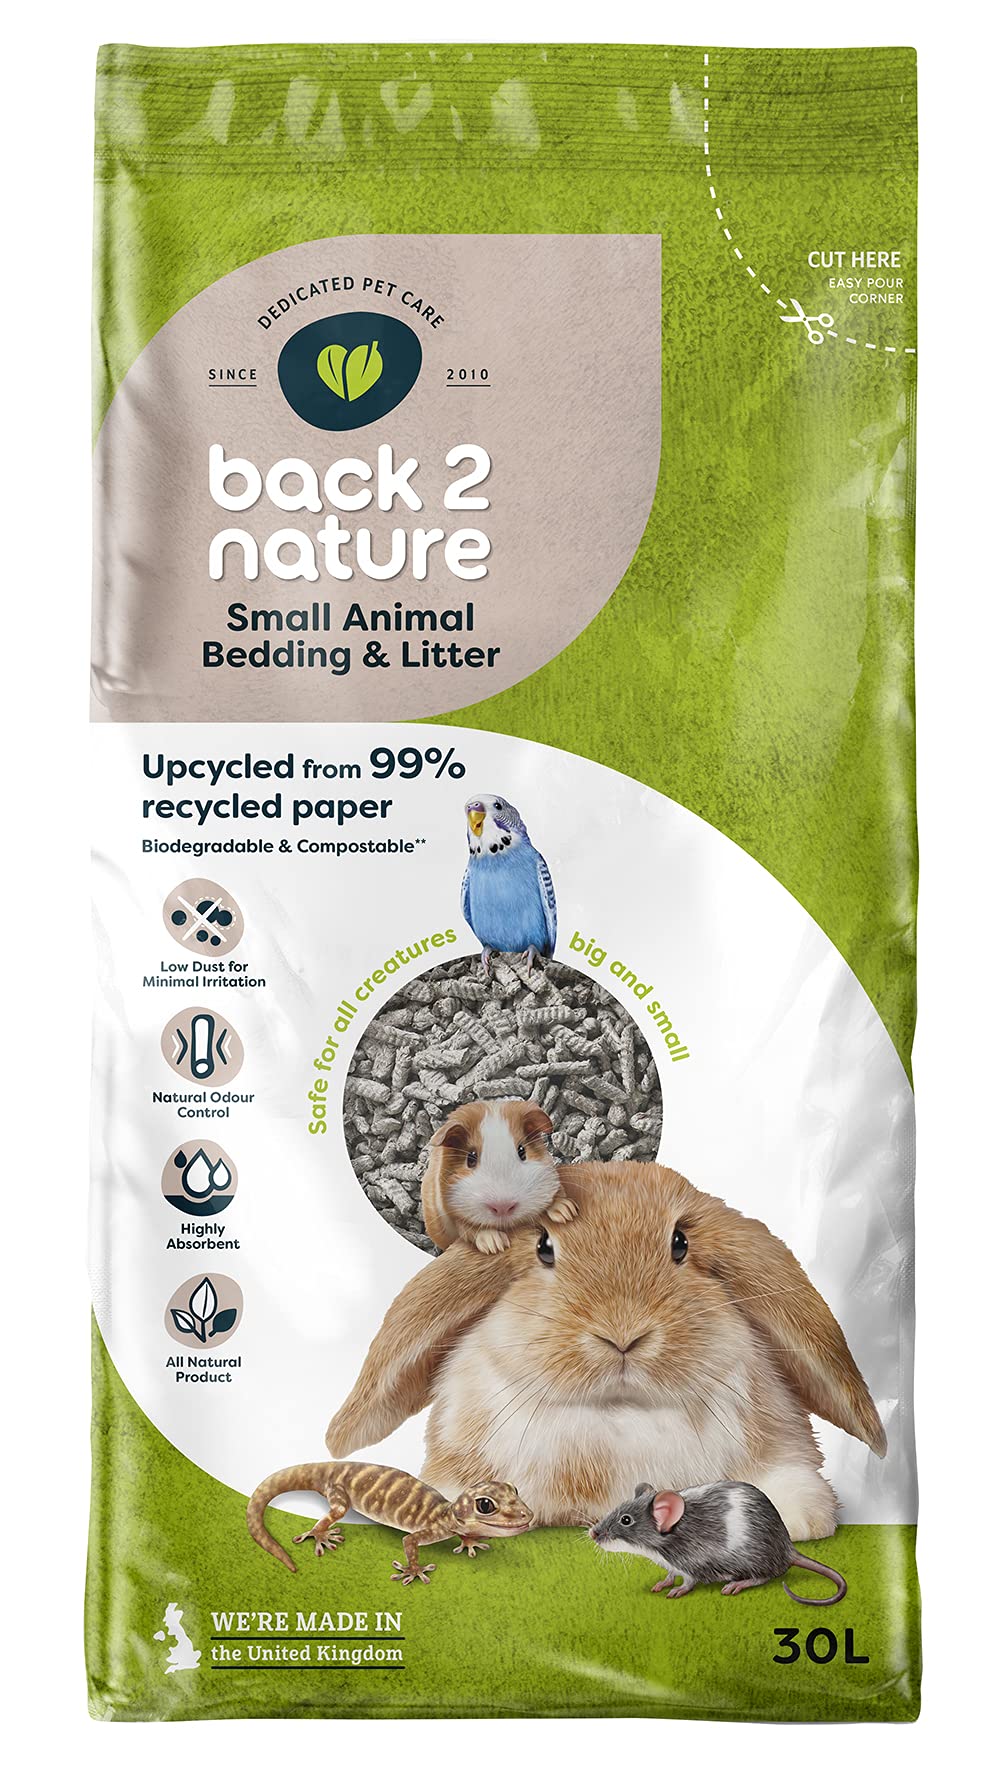 CUT HERE
EASY POUR
CORNER
DEDICATED PET CARE
SINCE 2010
back 2
nature
Small Animal
Bedding & Litter
Upcycled from 99%
recycled paper
Biodegradable & Compostable**
Low Dust for
Minimal Irritation
Natural Odour
Control
Highly
Absorbent
All Natural
Product
Safe for all creatures
big and small
WE'RE MADE IN
the United Kingdom
30L